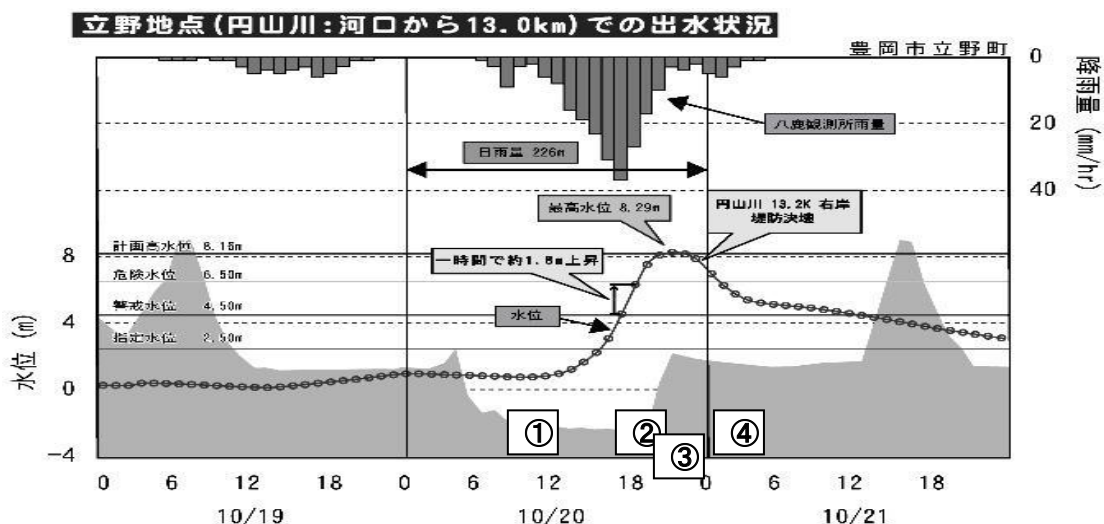 立野地点(円山川:河口から13.0km)での出水状況
豊岡市立野町
0
20
40
降雨量 (mm/hr)
八鹿観測所雨量
日雨量 226m
最高水位 8.29m
円山川 13.2K 右岸
堤防決壊
一時間で約1.8m上昇
水位
計画高水位 8.15m
危険水位 6.50m
警戒水位 4,50m
指定水位 2,50m
8
4
0
-4
水位 (m)
① ② ③ ④
0 6 12 18 0 6 12 18 0 6 12 18
10/19 10/20 10/21